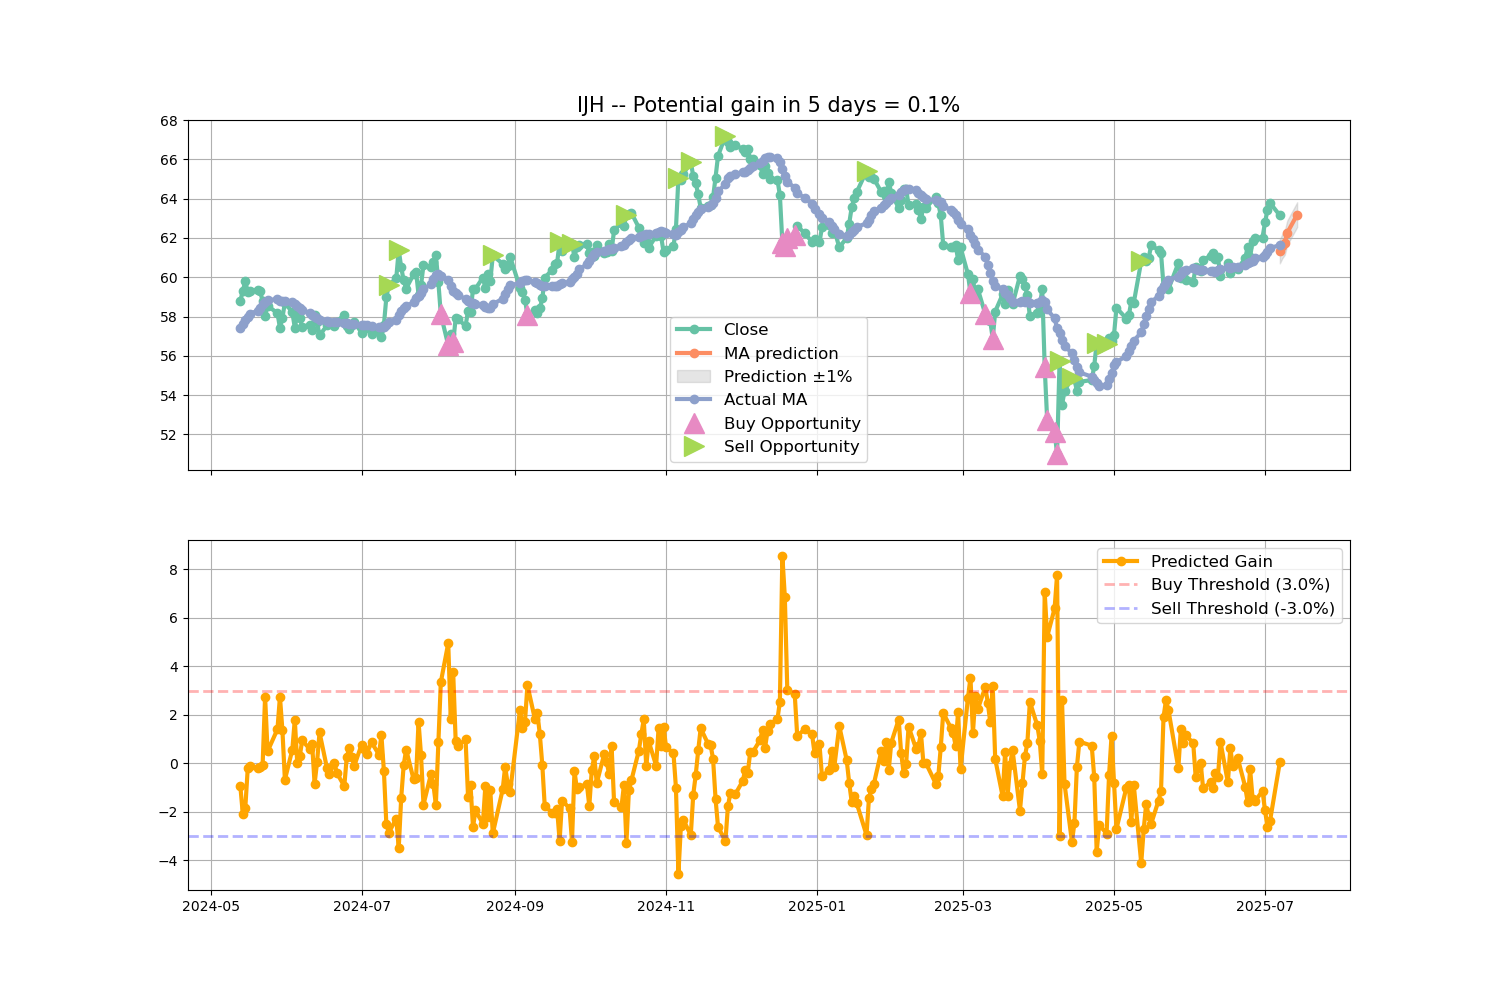 IJH -- Potential gain in 5 days = 0.1%
68
66
64
62
60
58
56
54
52
Close
MA prediction
Prediction ±1%
Actual MA
Buy Opportunity
Sell Opportunity
8
6
4
2
0
−2
−4
Predicted Gain
Buy Threshold (3.0%)
Sell Threshold (-3.0%)
2024-05 2024-07 2024-09 2024-11 2025-01 2025-03 2025-05 2025-07